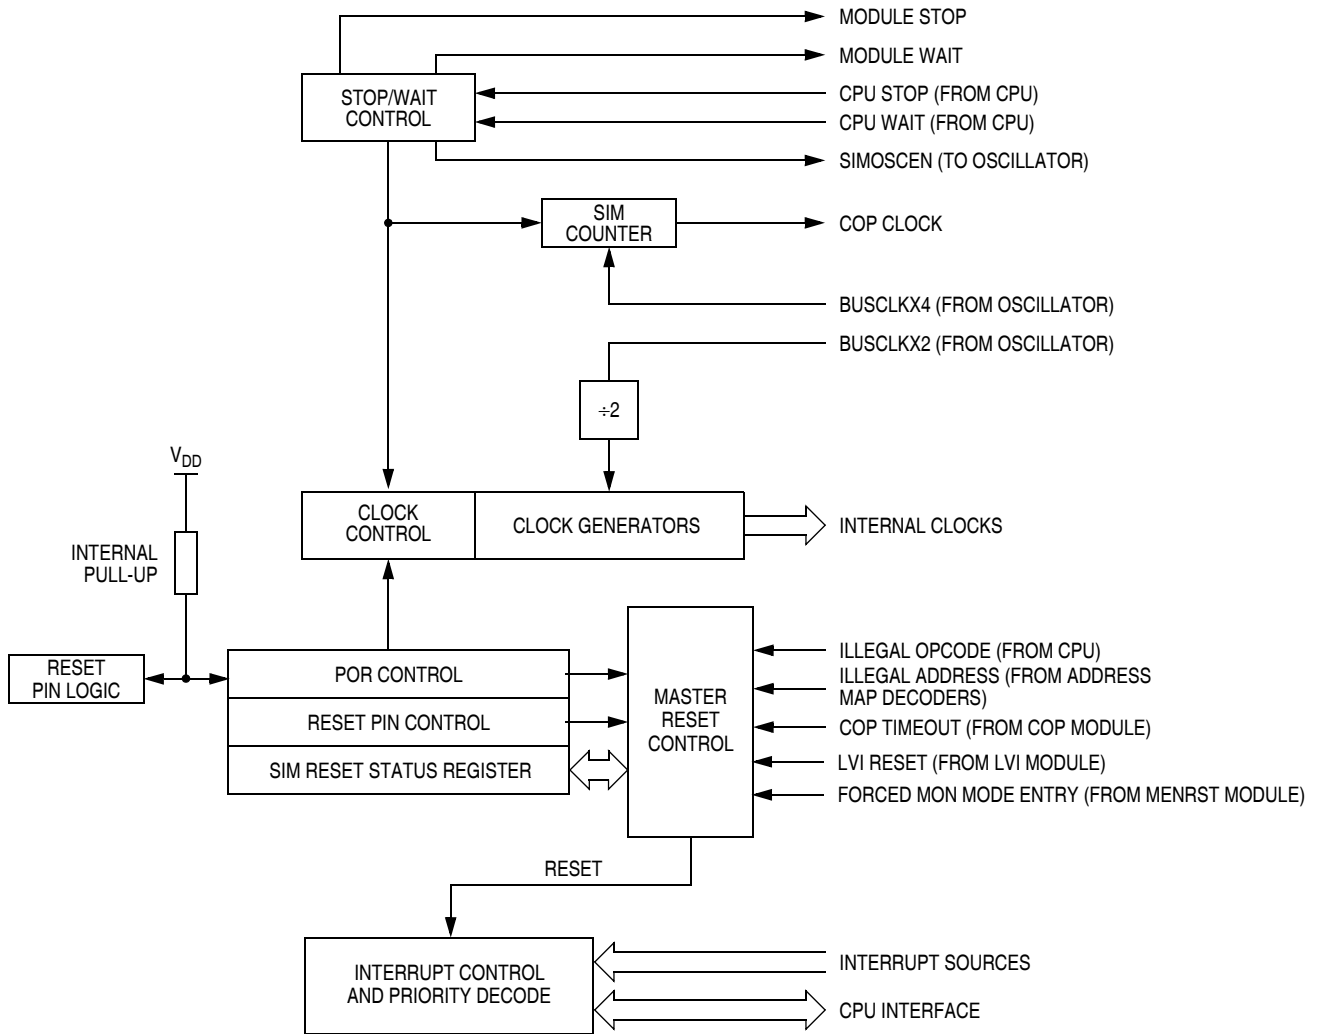 MODULE STOP
MODULE WAIT
STOP/WAIT
CONTROL
CPU STOP (FROM CPU)
CPU WAIT (FROM CPU)
SIMOSCEN (TO OSCILLATOR)
SIM
COUNTER
COP CLOCK
BUSCLKX4 (FROM OSCILLATOR)
BUSCLKX2 (FROM OSCILLATOR)
÷2
VDD
INTERNAL
PULL-UP
CLOCK
CONTROL
CLOCK GENERATORS
INTERNAL CLOCKS
RESET
PIN LOGIC
POR CONTROL
RESET PIN CONTROL
SIM RESET STATUS REGISTER
MASTER
RESET
CONTROL
ILLEGAL OPCODE (FROM CPU)
ILLEGAL ADDRESS (FROM ADDRESS
MAP DECODERS)
COP TIMEOUT (FROM COP MODULE)
LVI RESET (FROM LVI MODULE)
FORCED MON MODE ENTRY (FROM MENRST MODULE)
RESET
INTERRUPT CONTROL
AND PRIORITY DECODE
INTERRUPT SOURCES
CPU INTERFACE